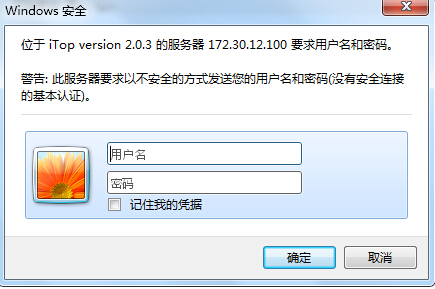 Windows 安全
位于 iTop version 2.0.3 的服务器 172.30.12.100 要求用户名和密码。
警告: 此服务器要求以不安全的方式发送您的用户名和密码(没有安全连接
的基本认证)。
用户名
密码
记住我的凭据
确定
取消